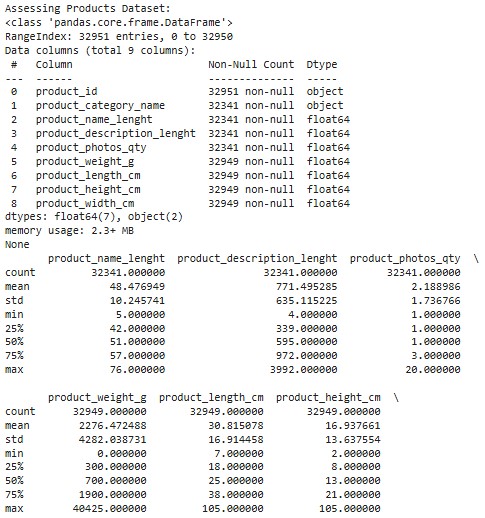 Assessing Products Dataset:
<class 'pandas.core.frame.DataFrame'>
RangeIndex: 32951 entries, 0 to 32950
Data columns (total 9 columns):
 #   Column                      Non-Null Count  Dtype
---  ------                      --------------  -----
 0   product_id                  32951 non-null  object
 1   product_category_name       32341 non-null  object
 2   product_name_lenght         32341 non-null  float64
 3   product_description_lenght  32341 non-null  float64
 4   product_photos_qty          32341 non-null  float64
 5   product_weight_g            32949 non-null  float64
 6   product_length_cm           32949 non-null  float64
 7   product_height_cm           32949 non-null  float64
 8   product_width_cm            32949 non-null  float64
dtypes: float64(7), object(2)
memory usage: 2.3+ MB
None
       product_name_lenght  product_description_lenght  product_photos_qty  \
count         32341.000000                32341.000000        32341.000000
mean             48.476949                  771.495285            2.188986
std              10.245741                  635.115225            1.736766
min               5.000000                    4.000000            1.000000
25%              42.000000                  339.000000            1.000000
50%              51.000000                  595.000000            1.000000
75%              57.000000                  972.000000            3.000000
max              76.000000                 3992.000000           20.000000
       product_weight_g  product_length_cm  product_height_cm  \
count      32949.000000       32949.000000       32949.000000
mean        2276.472488          30.815078          16.937661
std         4282.038731          16.914458          13.637554
min            0.000000           7.000000           2.000000
25%          300.000000          18.000000           8.000000
50%          700.000000          25.000000          13.000000
75%         1900.000000          38.000000          21.000000
max        40425.000000         105.000000         105.000000